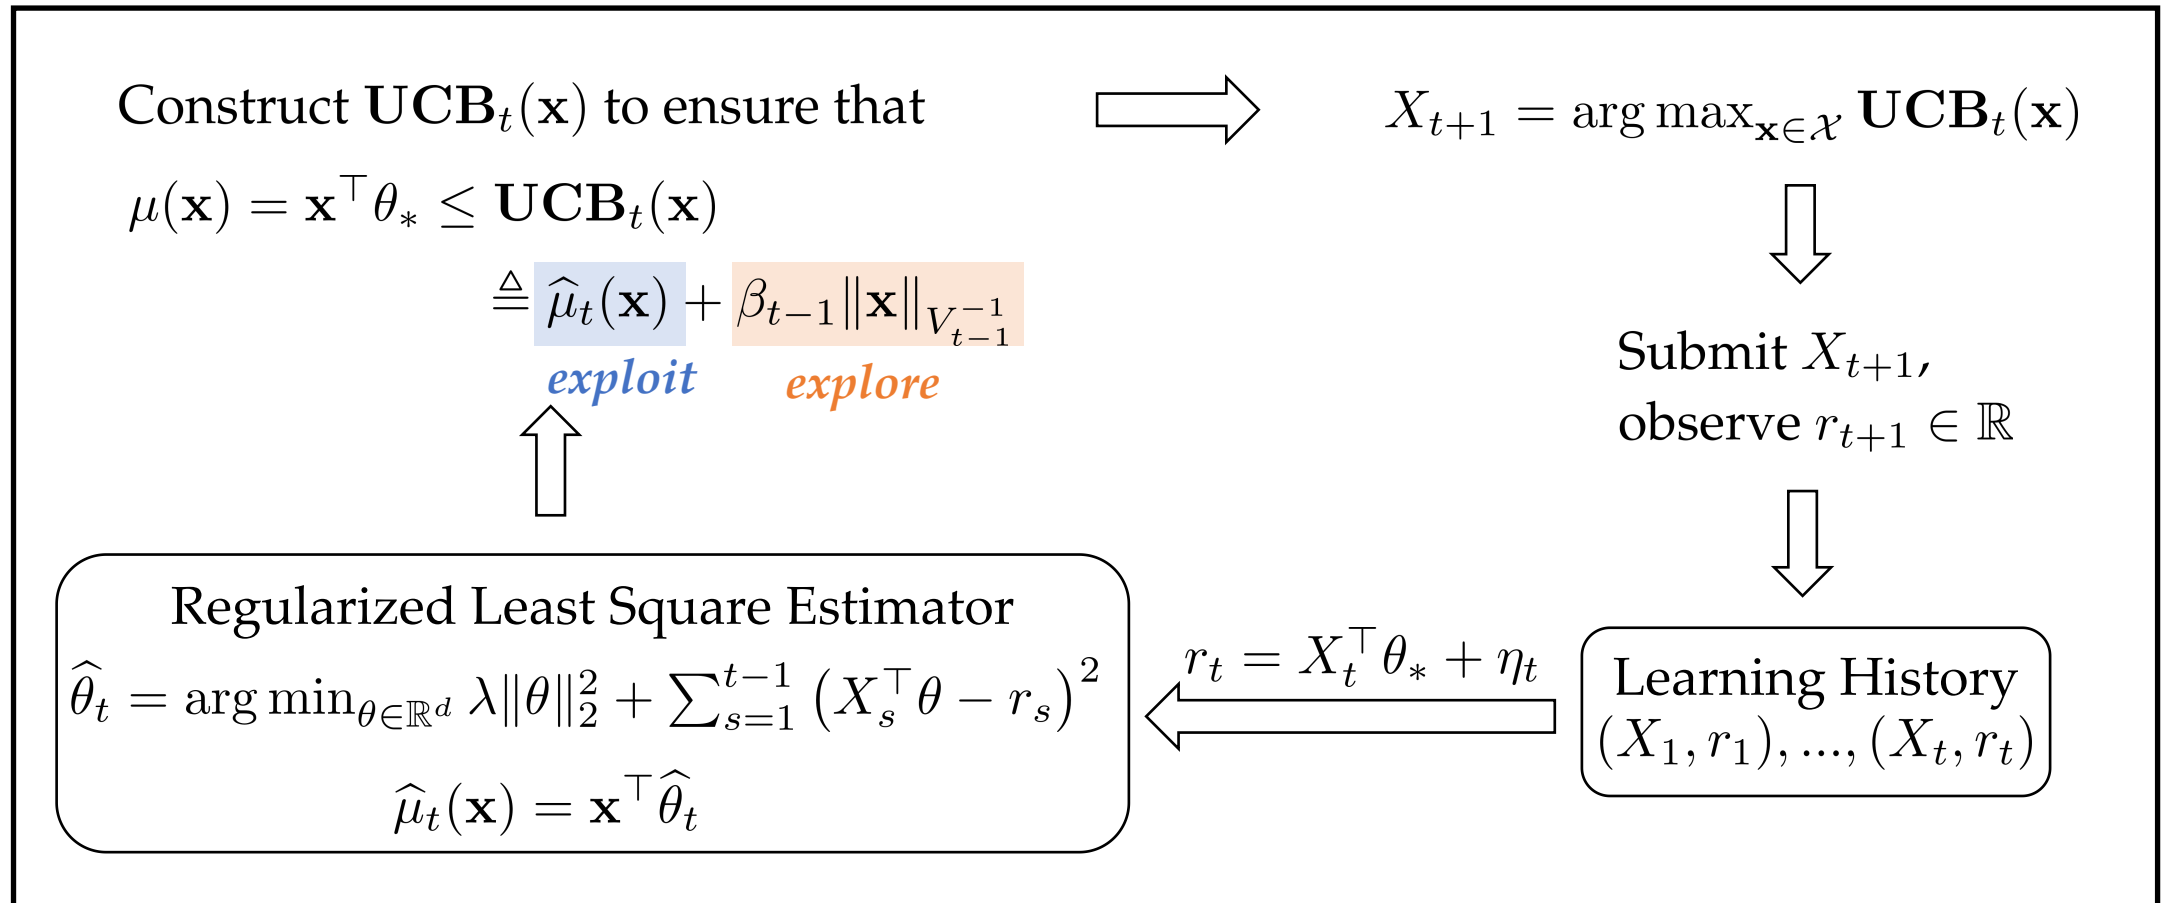 Construct UCB_t(x) to ensure that
μ(x) = x^⊤θ_* ≤ UCB_t(x)
≜ μ̂_t(x) + β_{t−1}‖x‖_{V_{t−1}^{−1}}
exploit
explore
X_{t+1} = arg max_{x∈𝒳} UCB_t(x)
Submit X_{t+1},
observe r_{t+1} ∈ ℝ
Learning History
(X_1, r_1), ..., (X_t, r_t)
r_t = X_t^⊤θ_* + η_t
Regularized Least Square Estimator
θ̂_t = arg min_{θ∈ℝ^d} λ‖θ‖_2^2 + ∑_{s=1}^{t−1} (X_s^⊤θ − r_s)^2
μ̂_t(x) = x^⊤θ̂_t